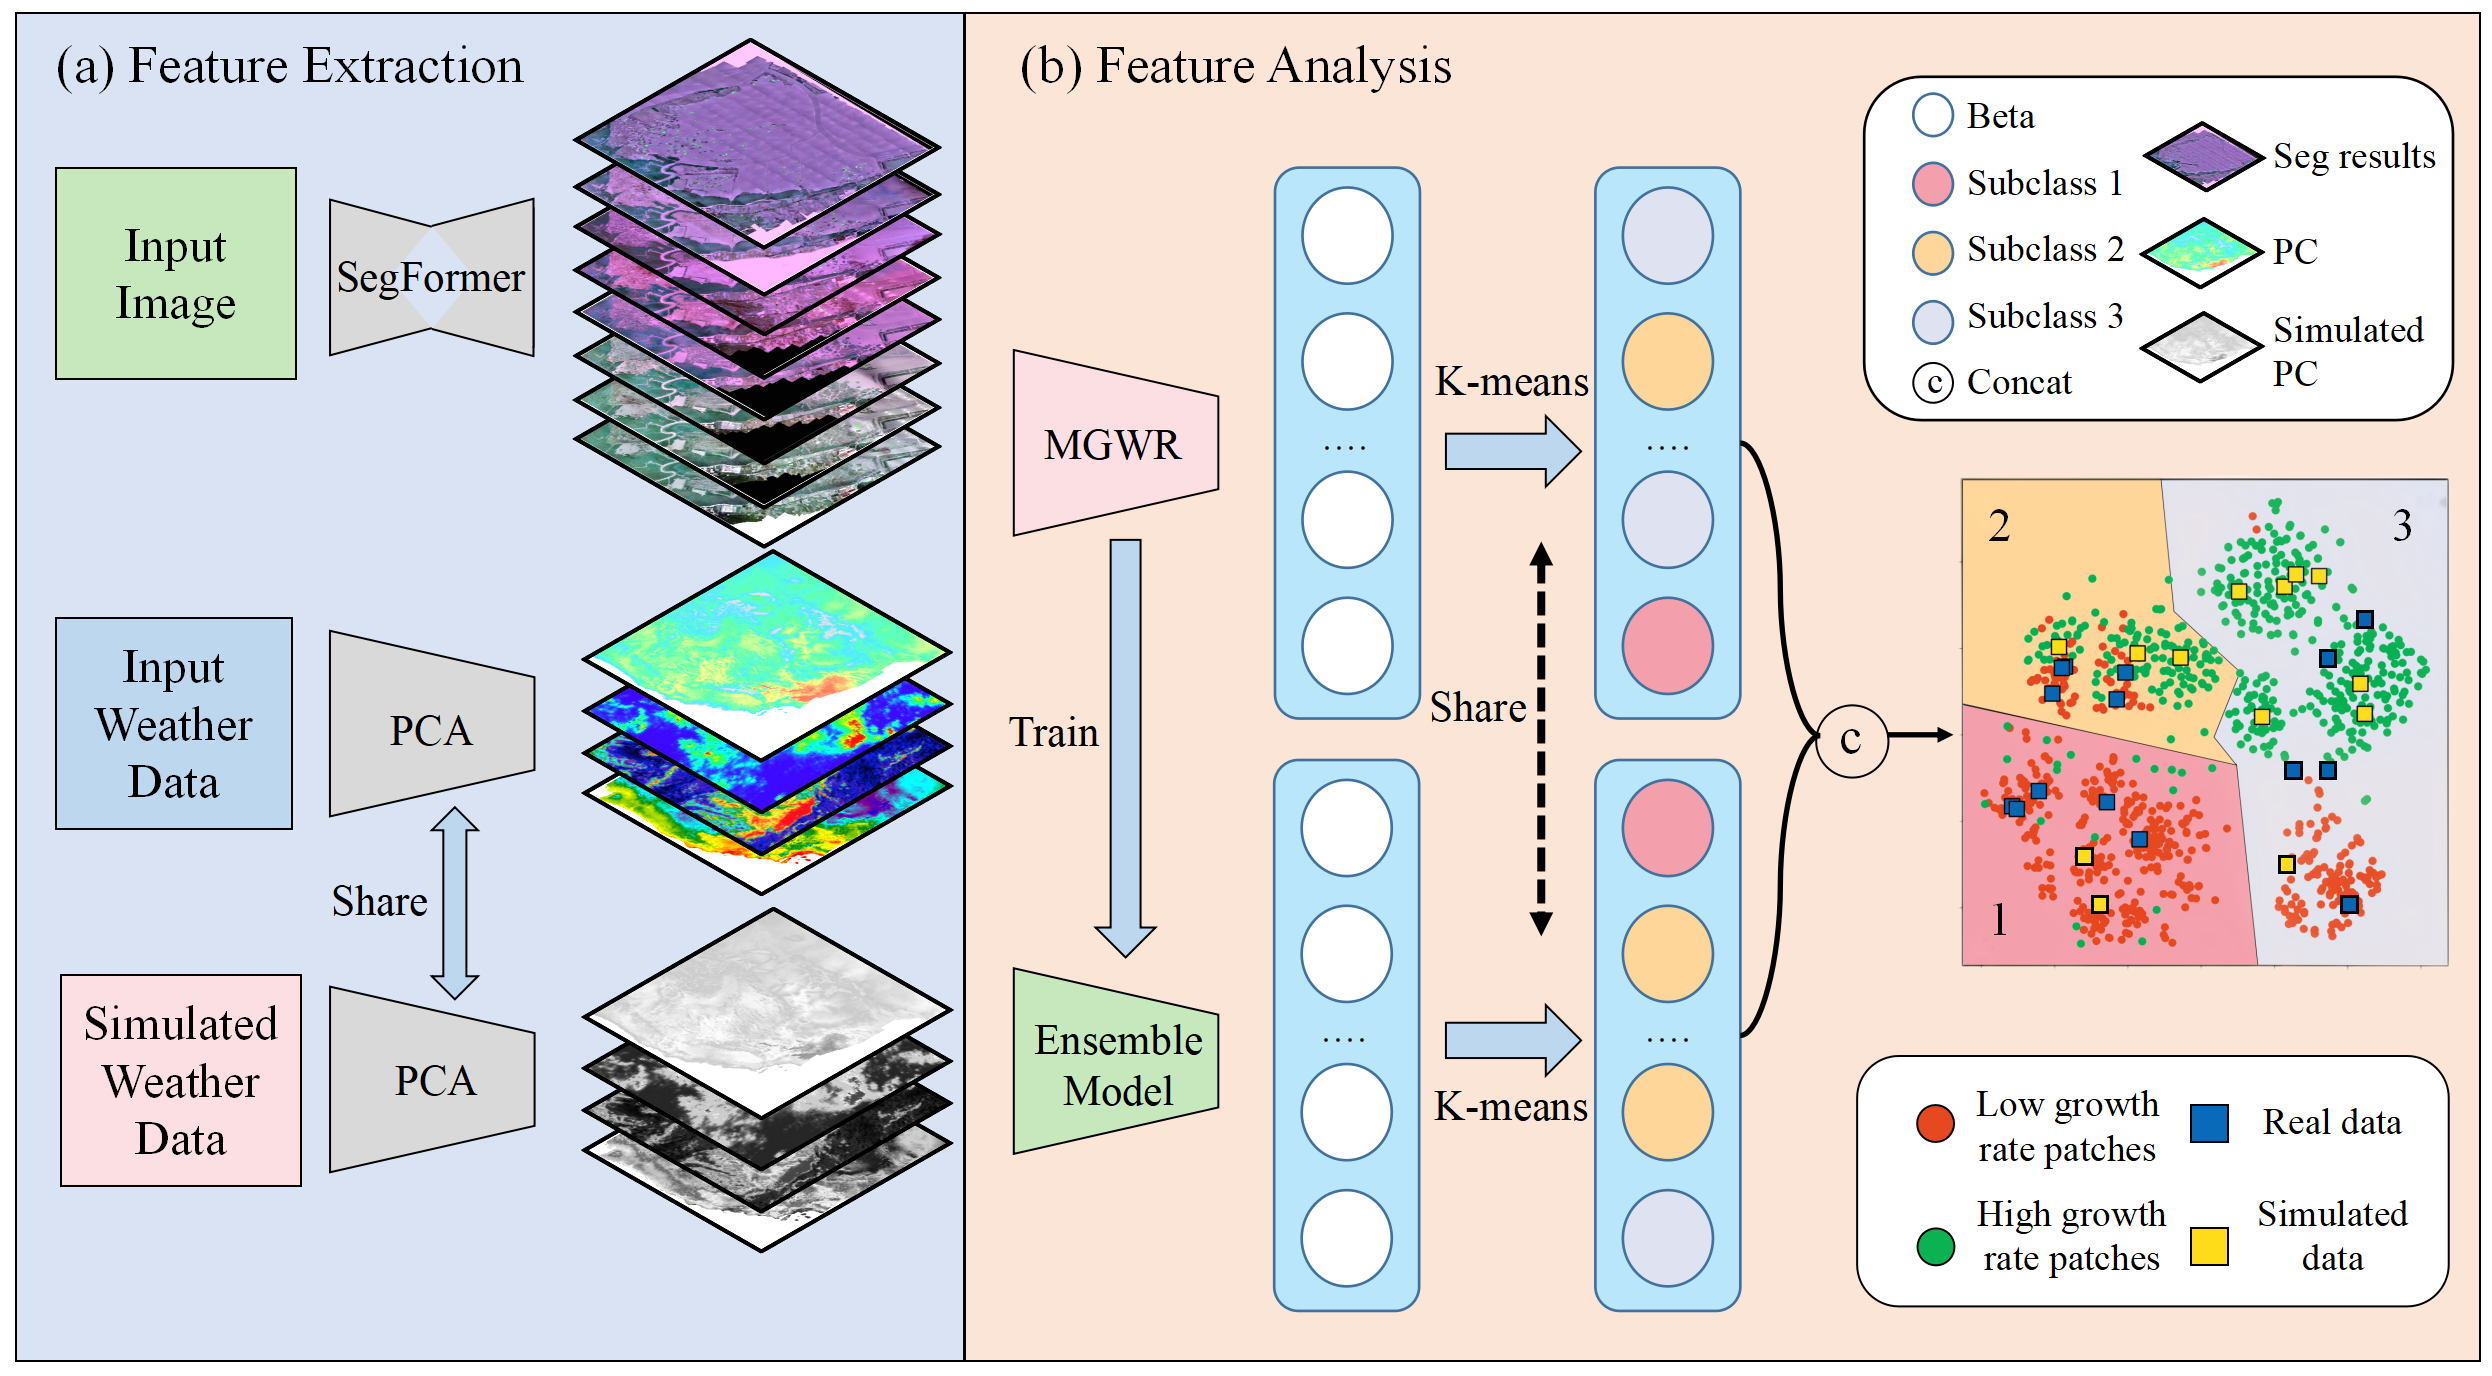 (a) Feature Extraction
Input
Image
SegFormer
Input
Weather
Data
PCA
Share
Simulated
Weather
Data
PCA
(b) Feature Analysis
MGWR
Train
Ensemble
Model
....
....
K-means
....
....
K-means
Share
c
Beta
Subclass 1
Subclass 2
Subclass 3
c Concat
Seg results
PC
Simulated
PC
2
3
1
Low growth
rate patches
High growth
rate patches
Real data
Simulated
data